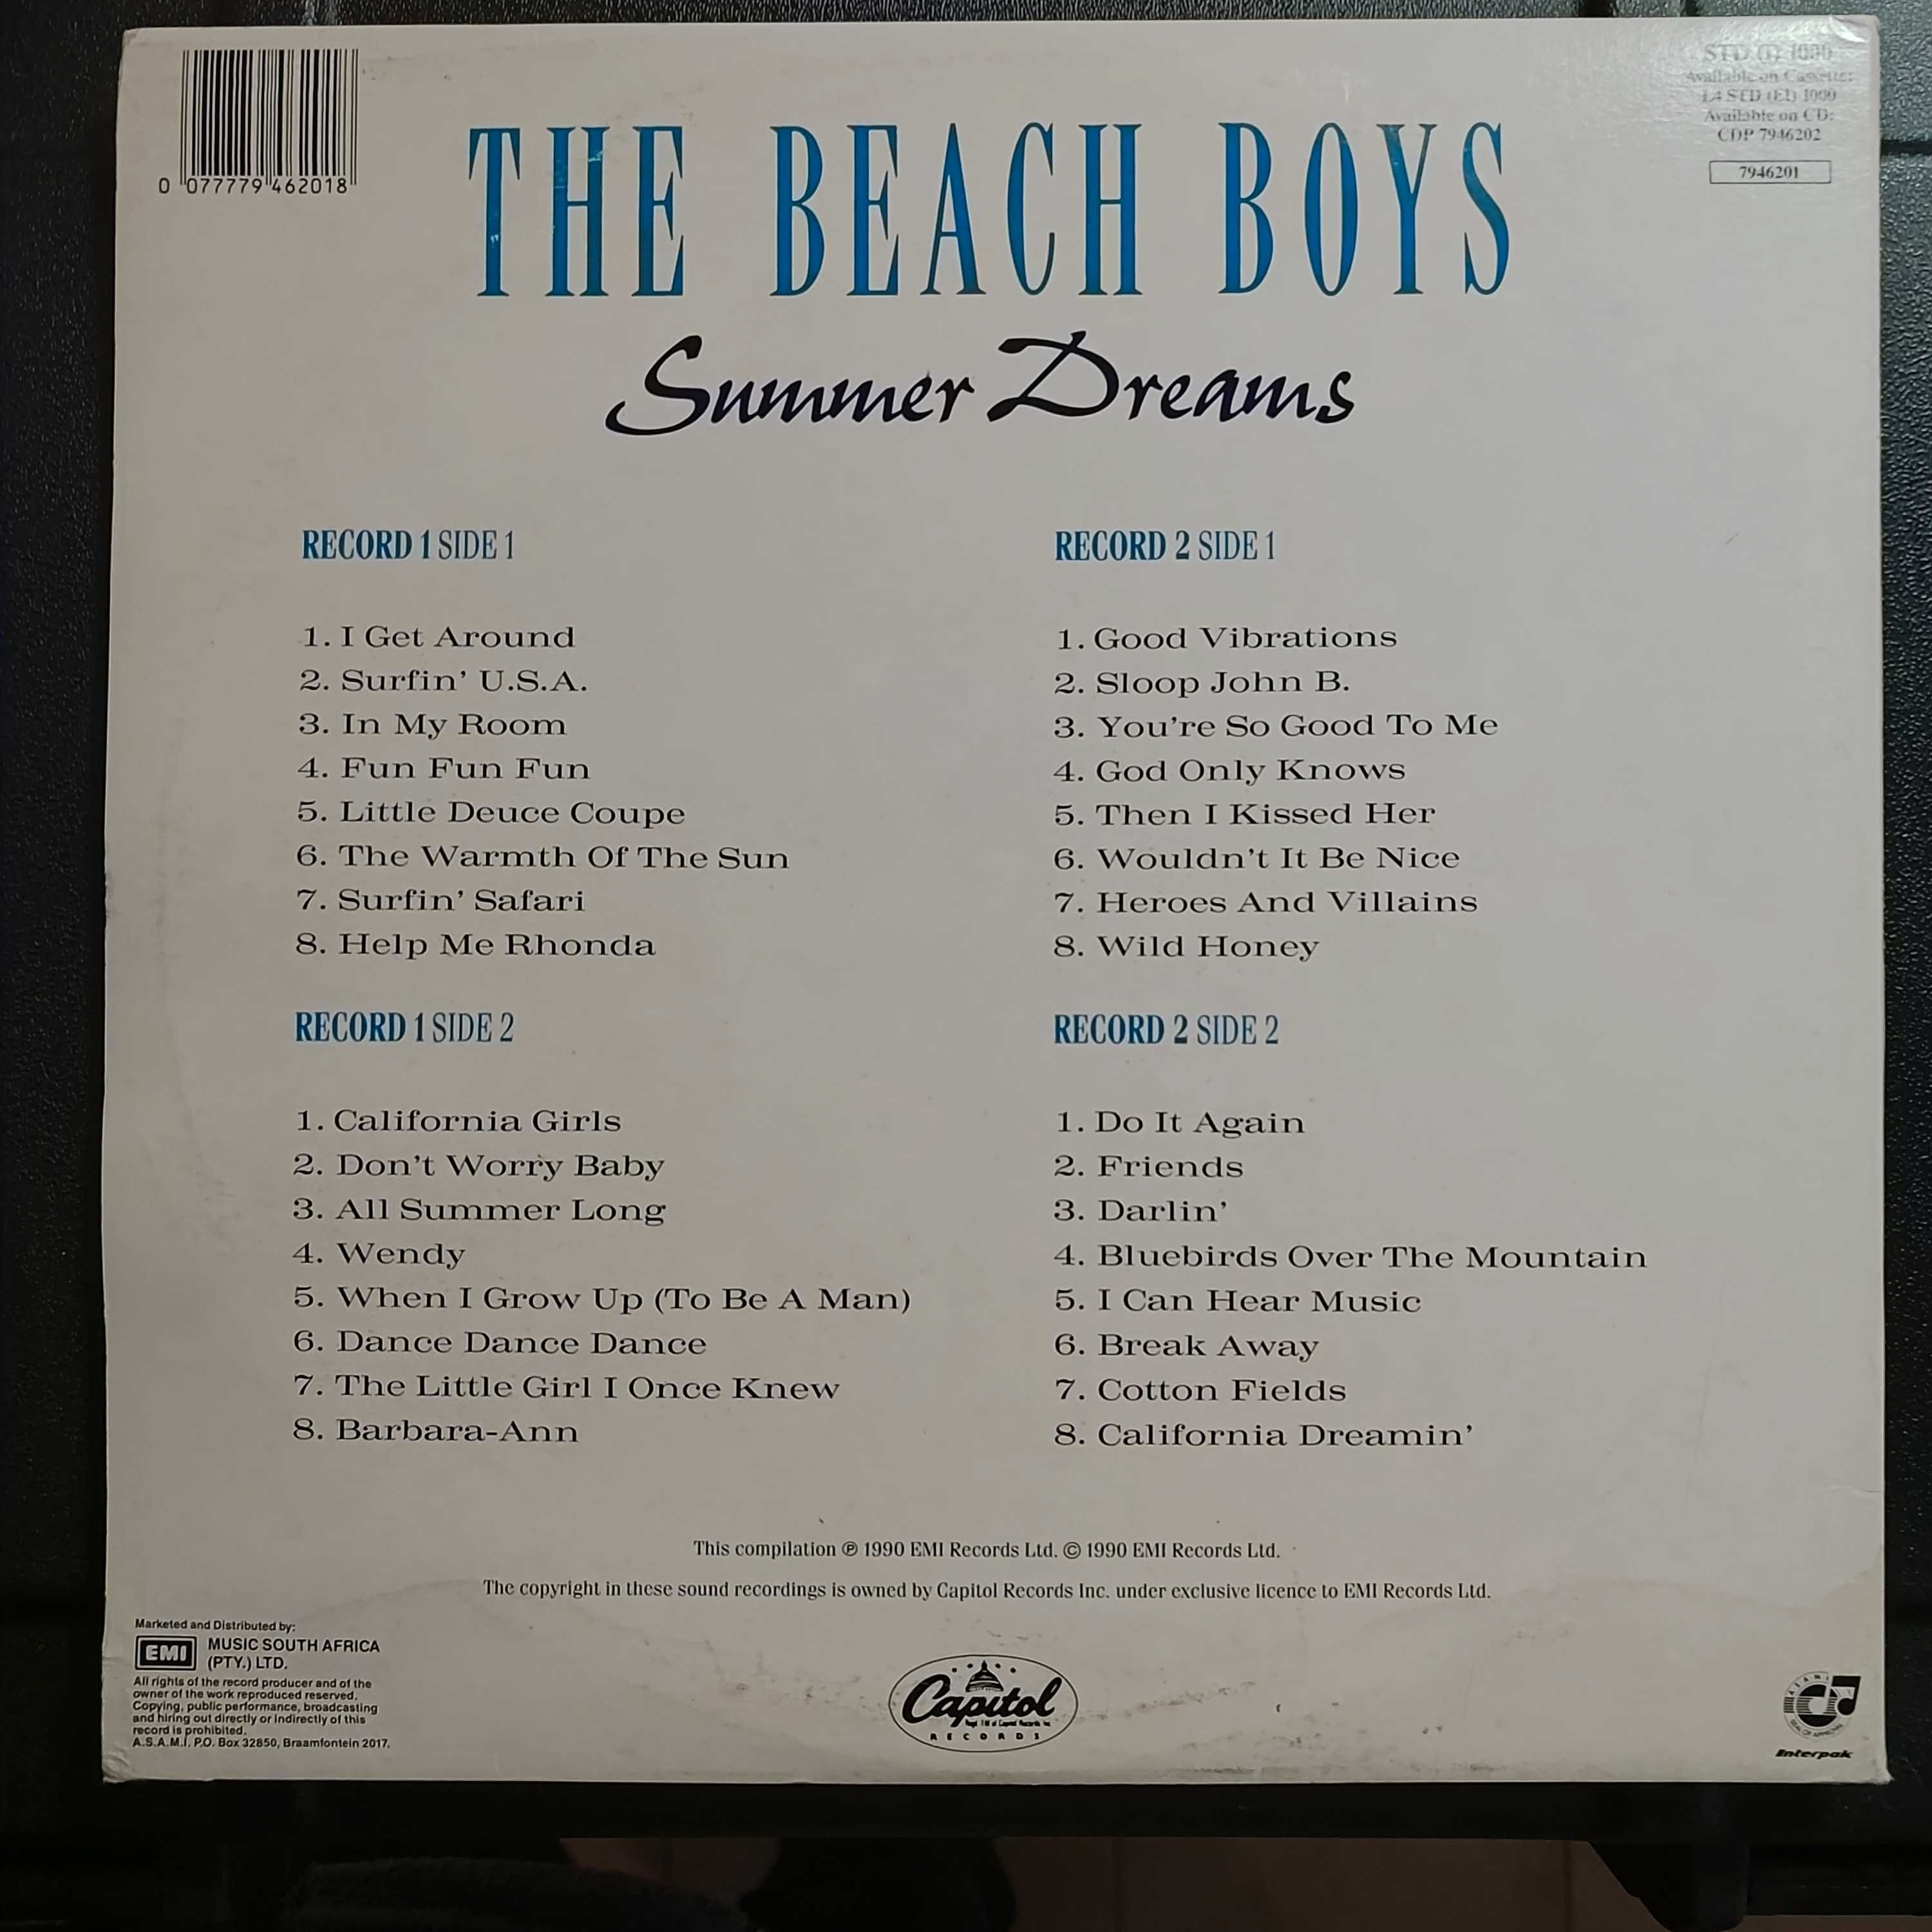 0 077779 462018
STD (I) 1000
Available on Cassette:
L4 STD (EI) 1000
Available on CD:
CDP 7946202
7946201
THE BEACH BOYS
Summer Dreams
RECORD 1 SIDE 1
1. I Get Around
2. Surfin' U.S.A.
3. In My Room
4. Fun Fun Fun
5. Little Deuce Coupe
6. The Warmth Of The Sun
7. Surfin' Safari
8. Help Me Rhonda
RECORD 1 SIDE 2
1. California Girls
2. Don't Worry Baby
3. All Summer Long
4. Wendy
5. When I Grow Up (To Be A Man)
6. Dance Dance Dance
7. The Little Girl I Once Knew
8. Barbara-Ann
RECORD 2 SIDE 1
1. Good Vibrations
2. Sloop John B.
3. You're So Good To Me
4. God Only Knows
5. Then I Kissed Her
6. Wouldn't It Be Nice
7. Heroes And Villains
8. Wild Honey
RECORD 2 SIDE 2
1. Do It Again
2. Friends
3. Darlin'
4. Bluebirds Over The Mountain
5. I Can Hear Music
6. Break Away
7. Cotton Fields
8. California Dreamin'
This compilation ℗ 1990 EMI Records Ltd. © 1990 EMI Records Ltd.
The copyright in these sound recordings is owned by Capitol Records Inc. under exclusive licence to EMI Records Ltd.
Marketed and Distributed by:
EMI MUSIC SOUTH AFRICA
(PTY.) LTD.
All rights of the record producer and of the
owner of the work reproduced reserved.
Copying, public performance, broadcasting
and hiring out directly or indirectly of this
record is prohibited.
A.S.A.M.I. P.O. Box 32850, Braamfontein 2017.
Capitol
RECORDS
ASAMI
SEAL OF APPROVAL
Interpak